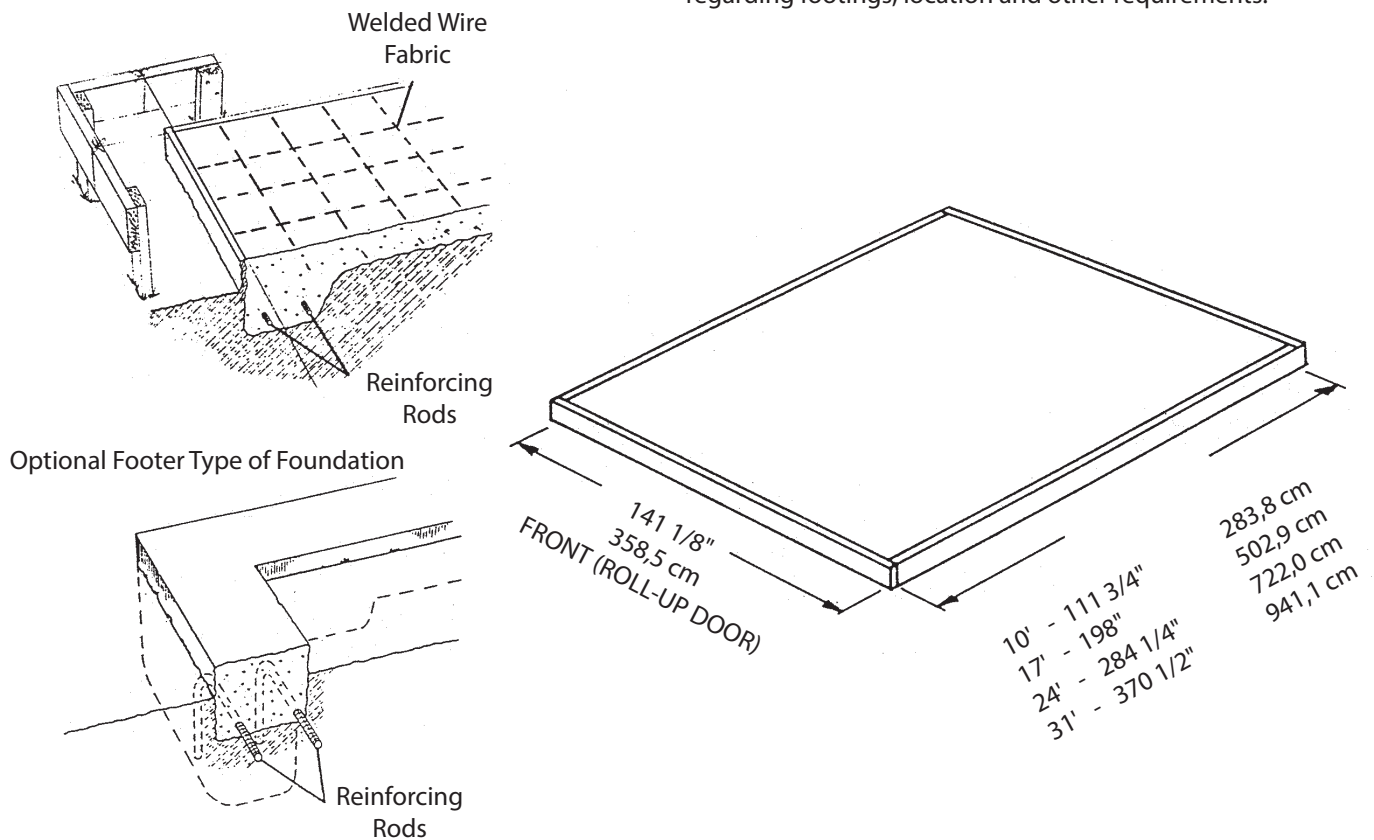 regarding footings, location and other requirements.
Welded Wire
Fabric
Reinforcing
Rods
Optional Footer Type of Foundation
Reinforcing
Rods
141 1/8"
358,5 cm
FRONT (ROLL-UP DOOR)
10' - 111 3/4"
17' - 198"
24' - 284 1/4"
31' - 370 1/2"
283,8 cm
502,9 cm
722,0 cm
941,1 cm